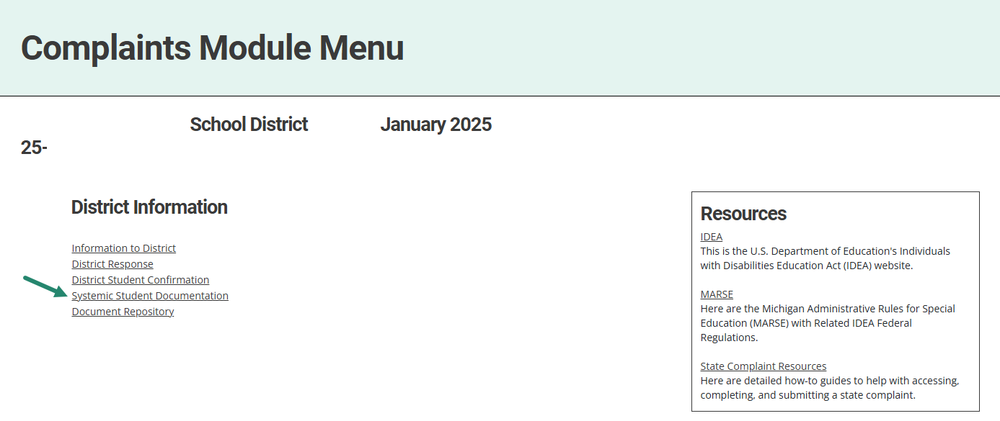 Complaints Module Menu
School District January 2025
25-
District Information
Information to District
District Response
District Student Confirmation
Systemic Student Documentation
Document Repository
Resources
IDEA
This is the U.S. Department of Education's Individuals
with Disabilities Education Act (IDEA) website.
MARSE
Here are the Michigan Administrative Rules for Special
Education (MARSE) with Related IDEA Federal
Regulations.
State Complaint Resources
Here are detailed how-to guides to help with accessing,
completing, and submitting a state complaint.